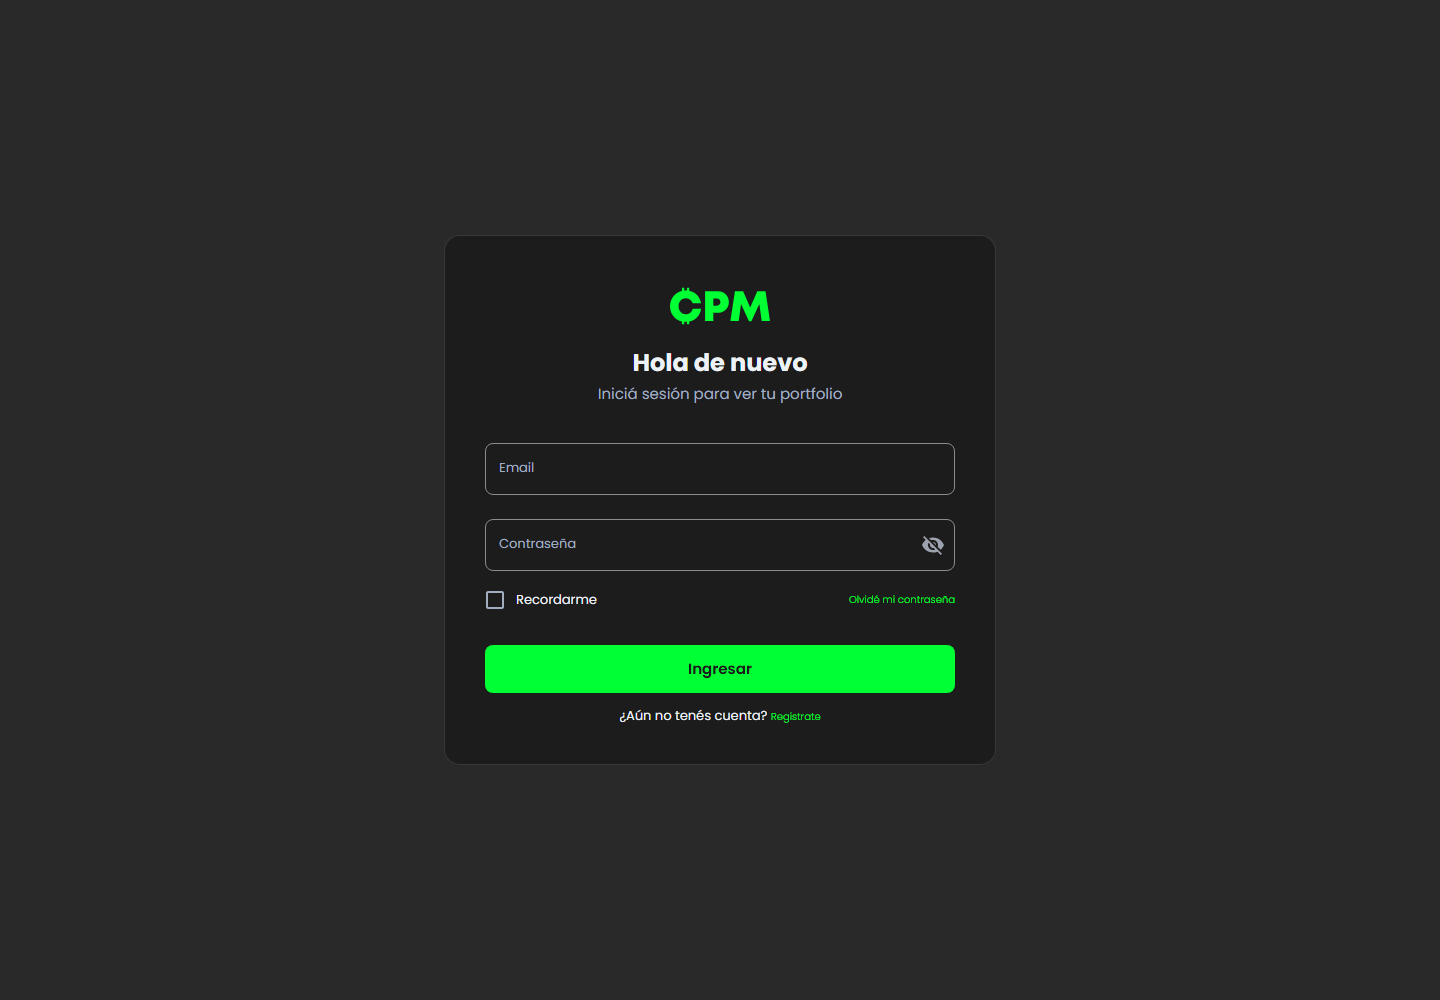 CPM
Hola de nuevo
Iniciá sesión para ver tu portfolio
Email
Contraseña
Recordarme
Olvidé mi contraseña
Ingresar
¿Aún no tenés cuenta? Registrate